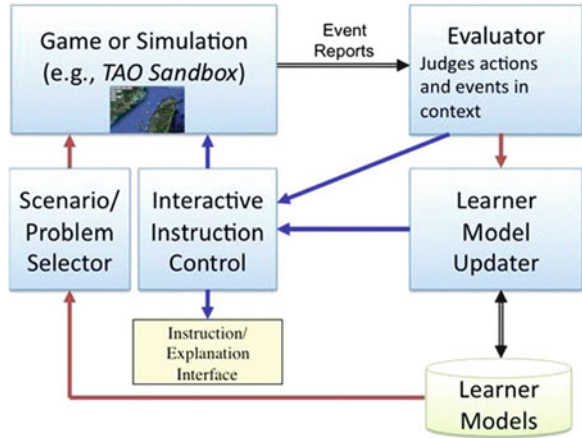 Game or Simulation
(e.g., TAO Sandbox)
Event
Reports
Evaluator
Judges actions
and events in
context
Scenario/
Problem
Selector
Interactive
Instruction
Control
Learner
Model
Updater
Instruction/
Explanation
Interface
Learner
Models